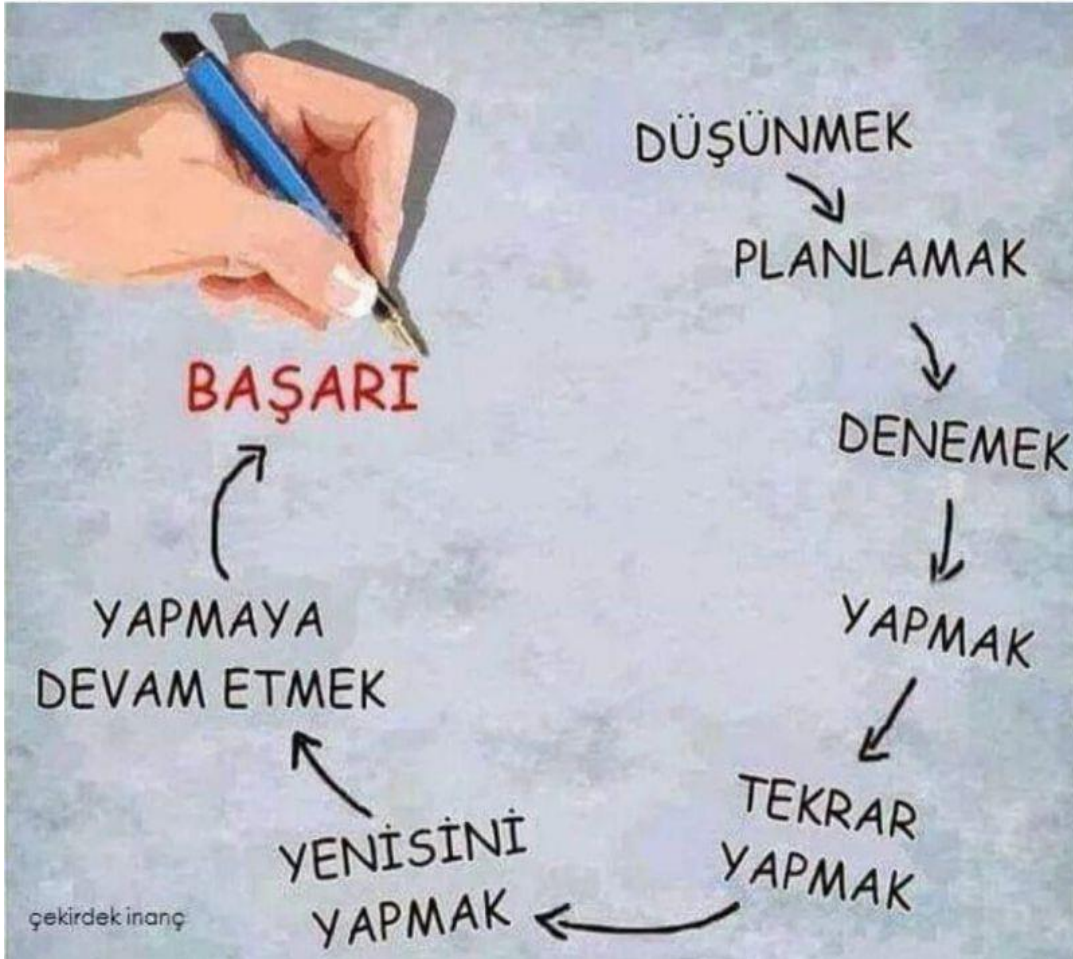 DÜŞÜNMEK
PLANLAMAK
DENEMEK
YAPMAK
TEKRAR
YAPMAK
YENİSİNİ
YAPMAK
YAPMAYA
DEVAM ETMEK
BAŞARI
çekirdek inanç